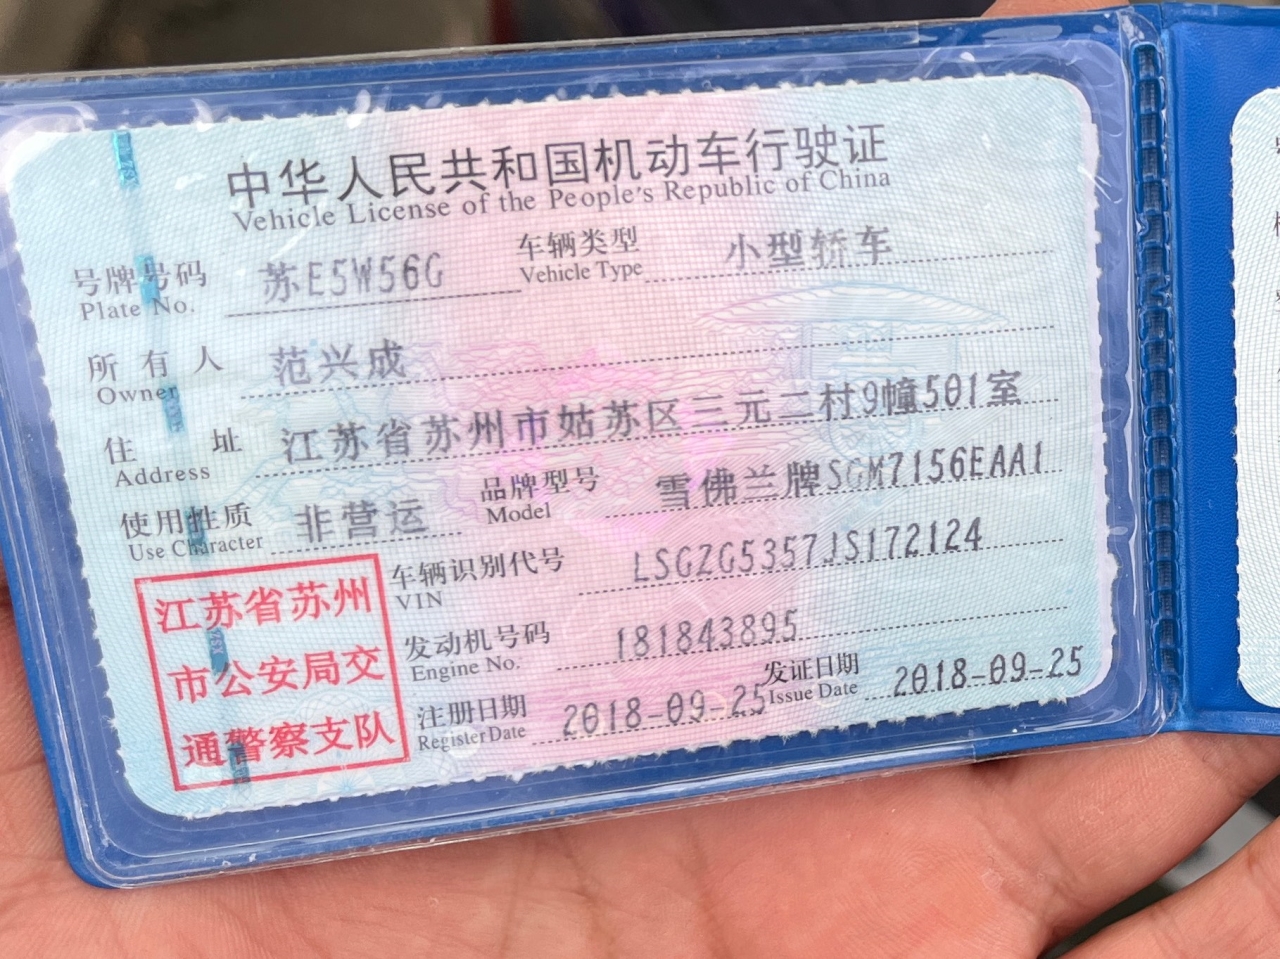 中华人民共和国机动车行驶证
Vehicle License of the People's Republic of China
号牌号码 苏E5W56G 车辆类型 小型轿车
Plate No. Vehicle Type
所有人 范兴成
Owner
住址 江苏省苏州市姑苏区三元二村9幢501室
Address
使用性质 非营运 品牌型号 雪佛兰牌SGM7156EAA1
Use Character Model
车辆识别代号 LSGZG5357JS172124
VIN
发动机号码 181843895
Engine No.
注册日期 2018-09-25 发证日期 2018-09-25
Register Date Issue Date
江苏省苏州
市公安局交
通警察支队